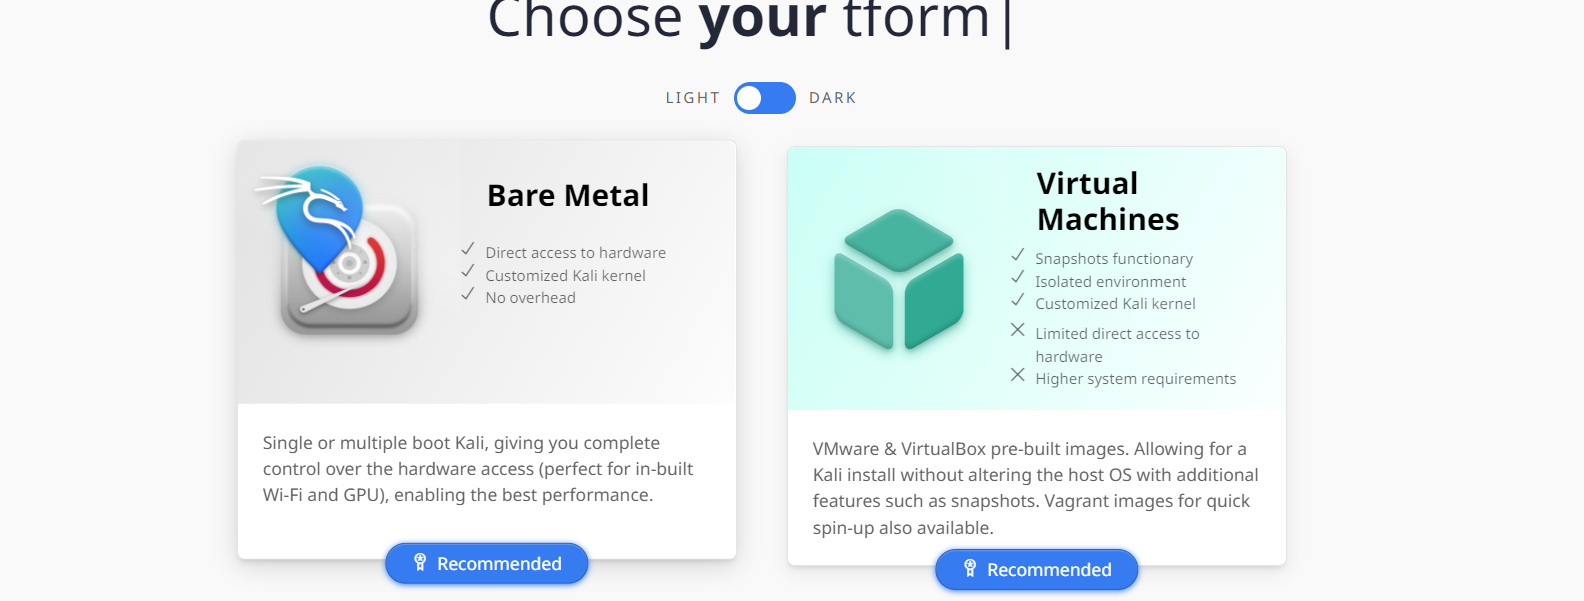 Choose your tform|
LIGHT
DARK
Bare Metal
Direct access to hardware
Customized Kali kernel
No overhead
Single or multiple boot Kali, giving you complete
control over the hardware access (perfect for in-built
Wi-Fi and GPU), enabling the best performance.
Recommended
Virtual
Machines
Snapshots functionary
Isolated environment
Customized Kali kernel
Limited direct access to
hardware
Higher system requirements
VMware & VirtualBox pre-built images. Allowing for a
Kali install without altering the host OS with additional
features such as snapshots. Vagrant images for quick
spin-up also available.
Recommended